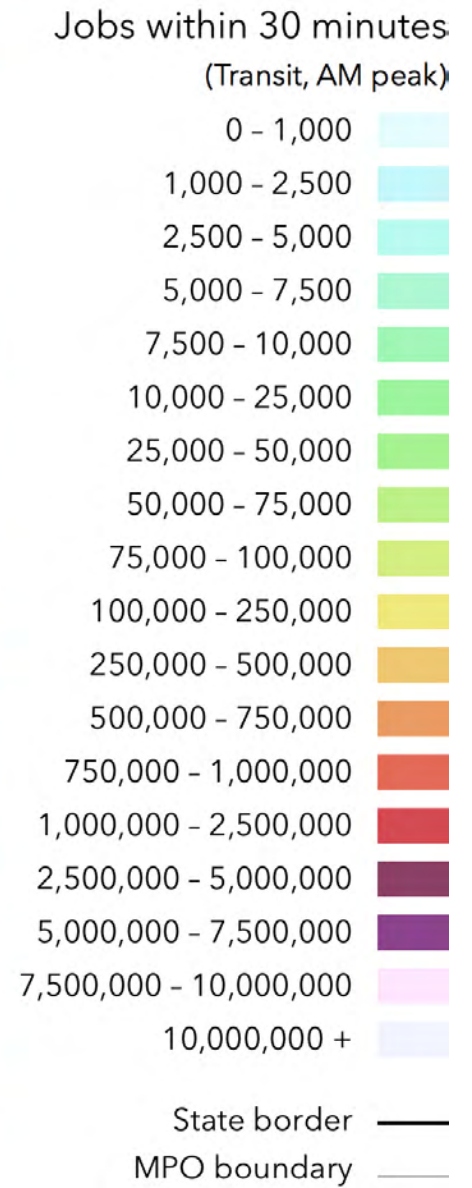 Jobs within 30 minutes
(Transit, AM peak)
0 – 1,000
1,000 – 2,500
2,500 – 5,000
5,000 – 7,500
7,500 – 10,000
10,000 – 25,000
25,000 – 50,000
50,000 – 75,000
75,000 – 100,000
100,000 – 250,000
250,000 – 500,000
500,000 – 750,000
750,000 – 1,000,000
1,000,000 – 2,500,000
2,500,000 – 5,000,000
5,000,000 – 7,500,000
7,500,000 – 10,000,000
10,000,000 +
State border
MPO boundary